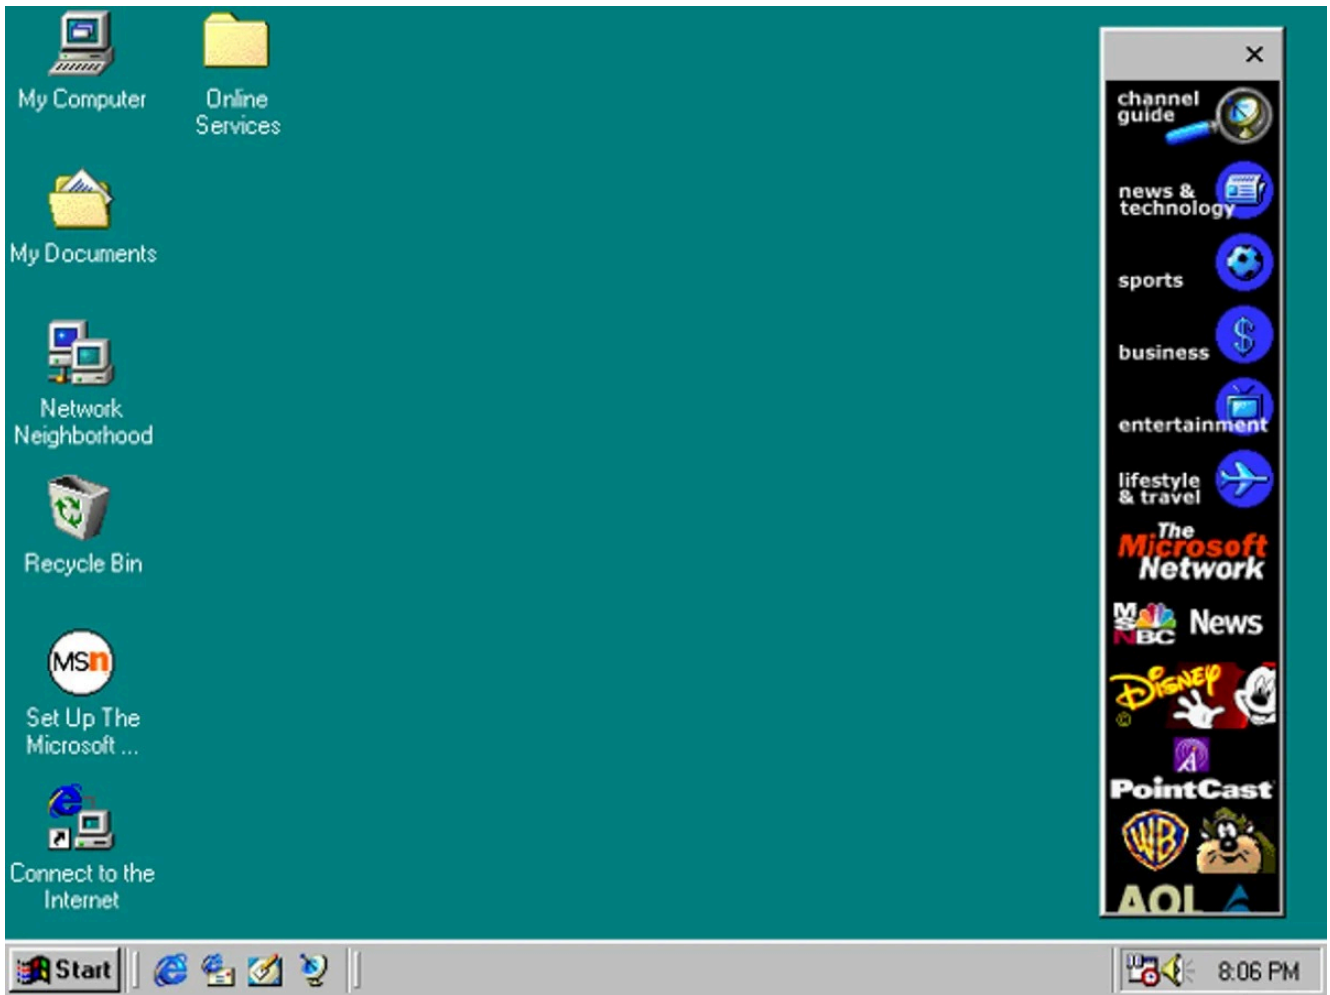 My Computer
Online
Services
My Documents
Network
Neighborhood
Recycle Bin
MSn
Set Up The
Microsoft ...
Connect to the
Internet
channel
guide
news &
technology
sports
business
entertainment
lifestyle
& travel
The
Microsoft
Network
MSNBC News
Disney
©
PointCast
WB
AOL
Start
8:06 PM